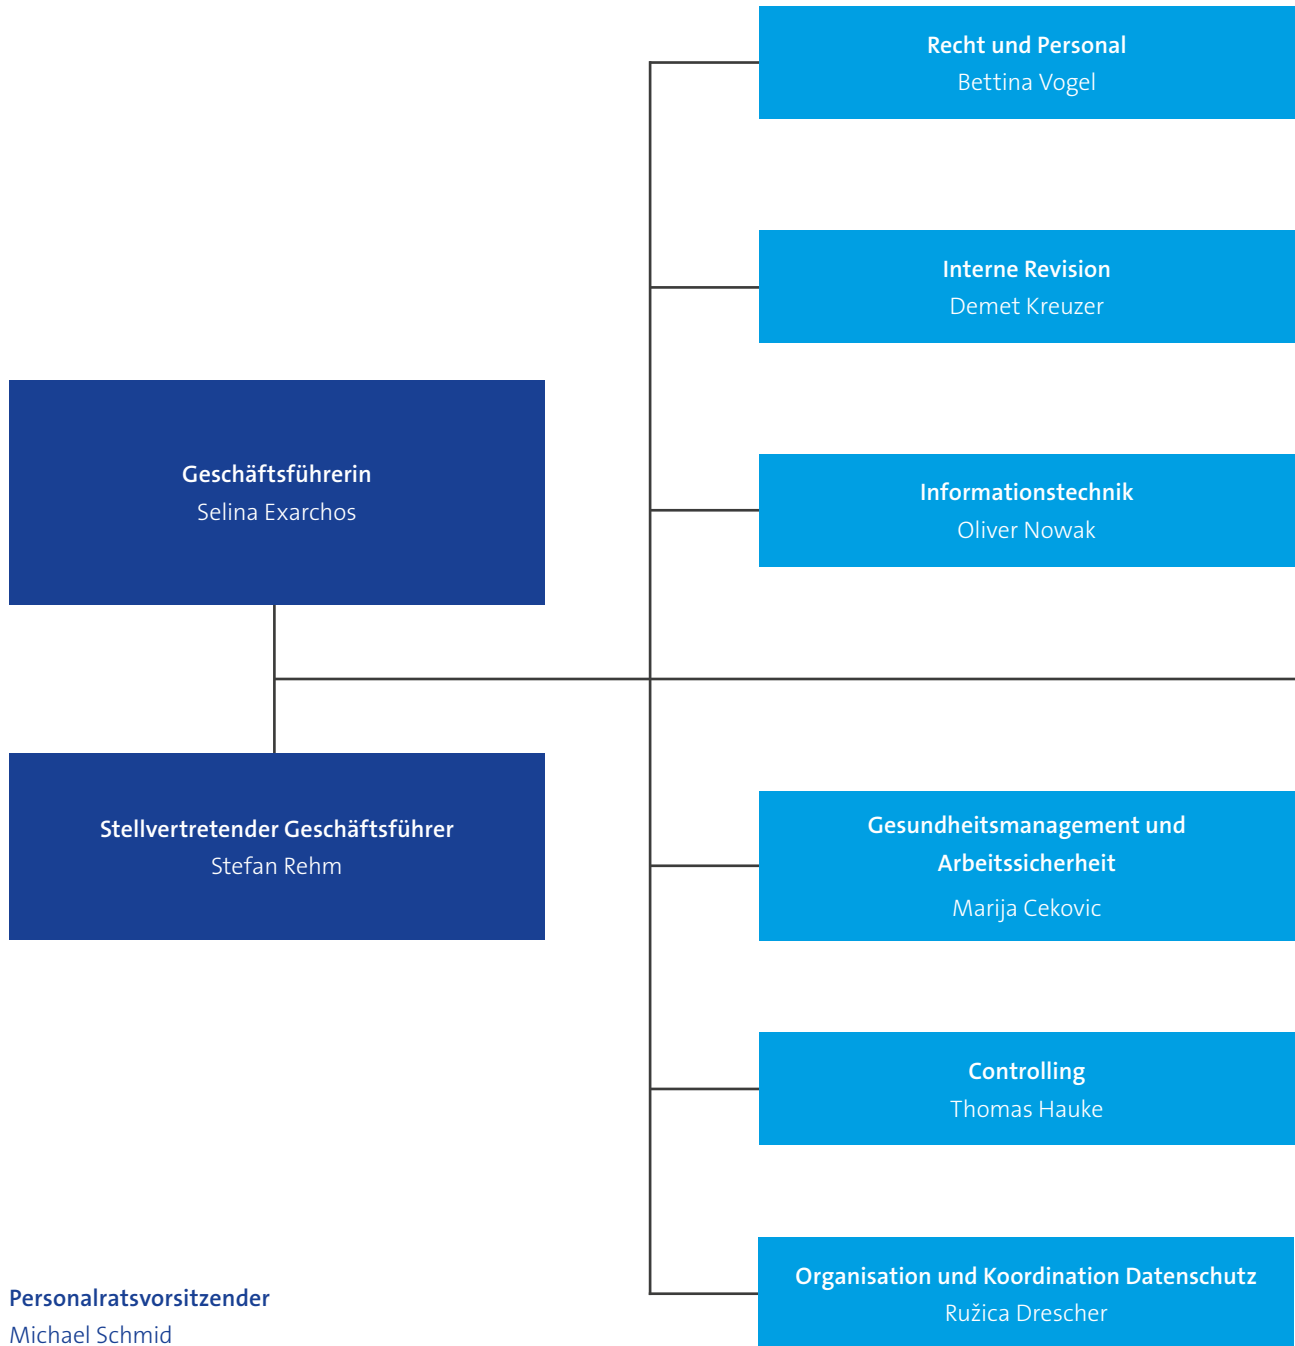 Recht und Personal
Bettina Vogel
Interne Revision
Demet Kreuzer
Geschäftsführerin
Selina Exarchos
Informationstechnik
Oliver Nowak
Stellvertretender Geschäftsführer
Stefan Rehm
Gesundheitsmanagement und
Arbeitssicherheit
Marija Cekovic
Controlling
Thomas Hauke
Organisation und Koordination Datenschutz
Ružica Drescher
Personalratsvorsitzender
Michael Schmid